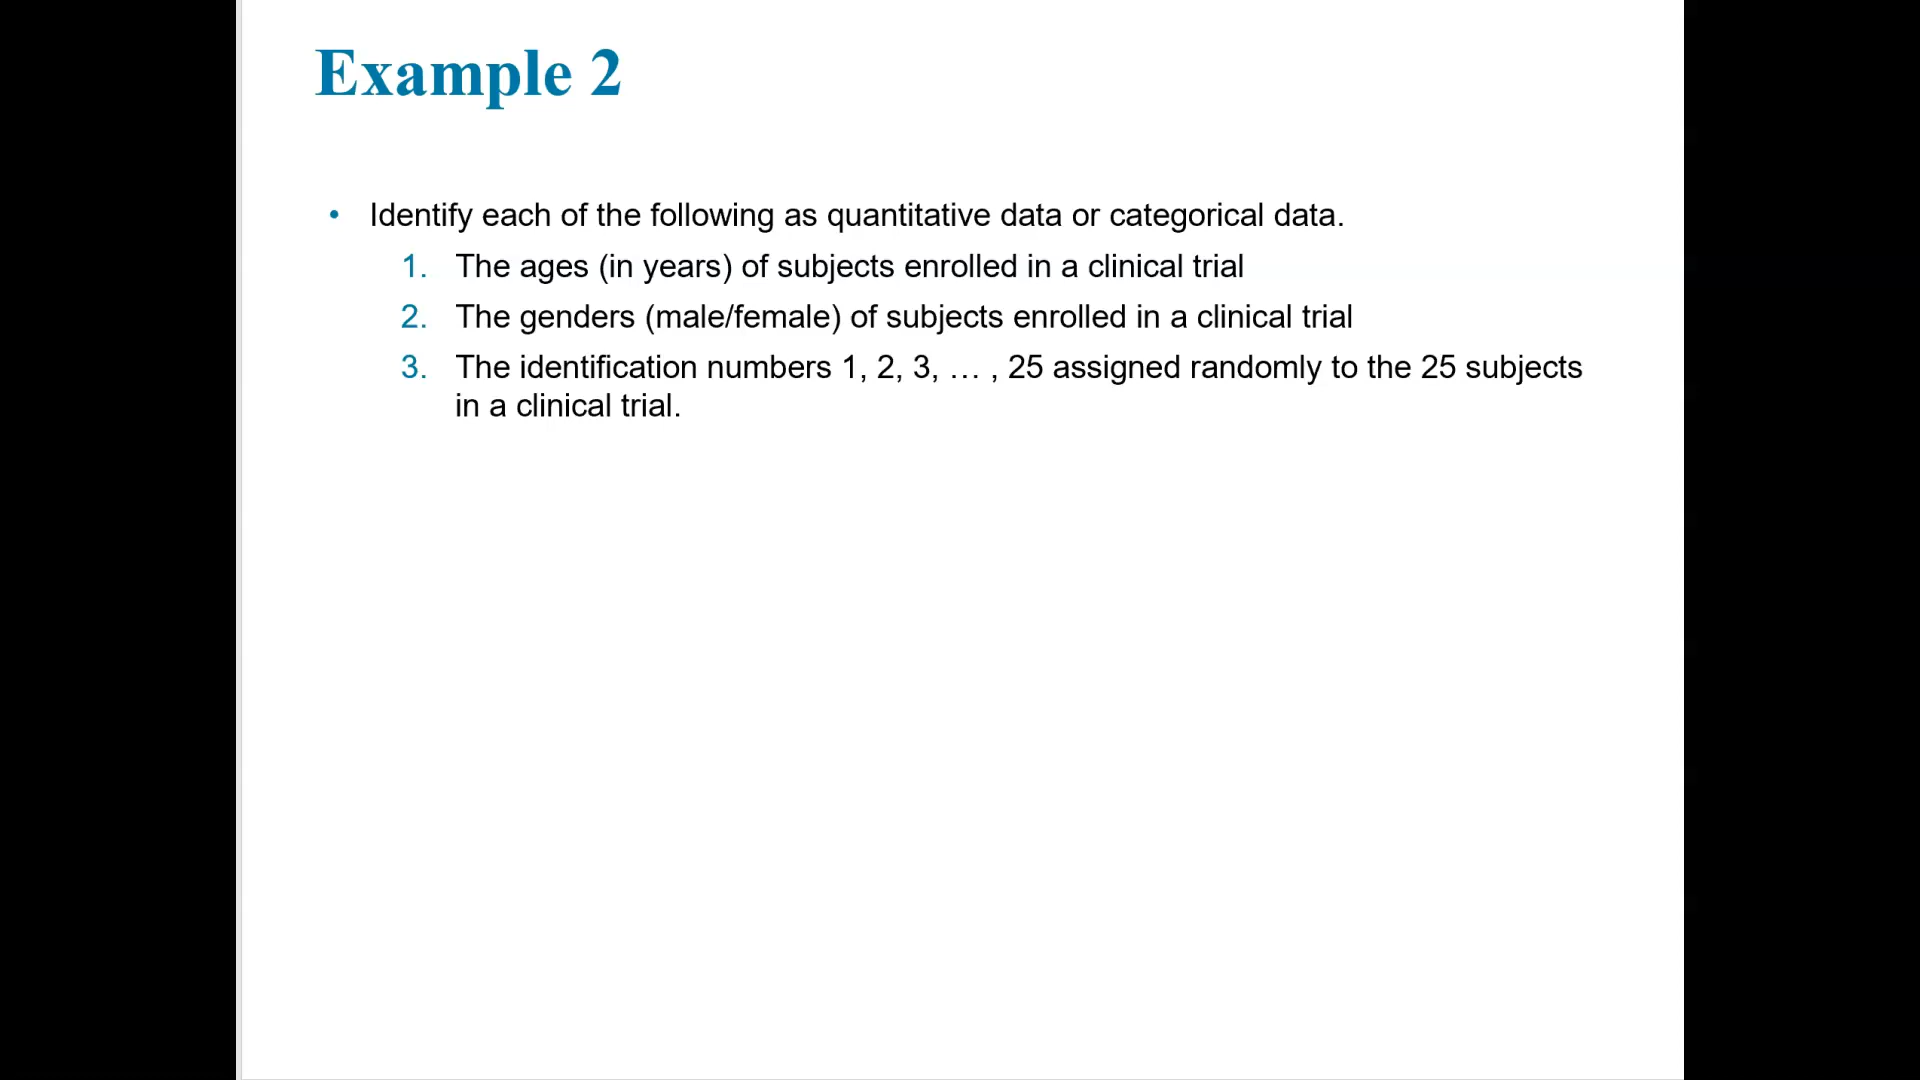 Example 2
• Identify each of the following as quantitative data or categorical data.
1. The ages (in years) of subjects enrolled in a clinical trial
2. The genders (male/female) of subjects enrolled in a clinical trial
3. The identification numbers 1, 2, 3, … , 25 assigned randomly to the 25 subjects
in a clinical trial.